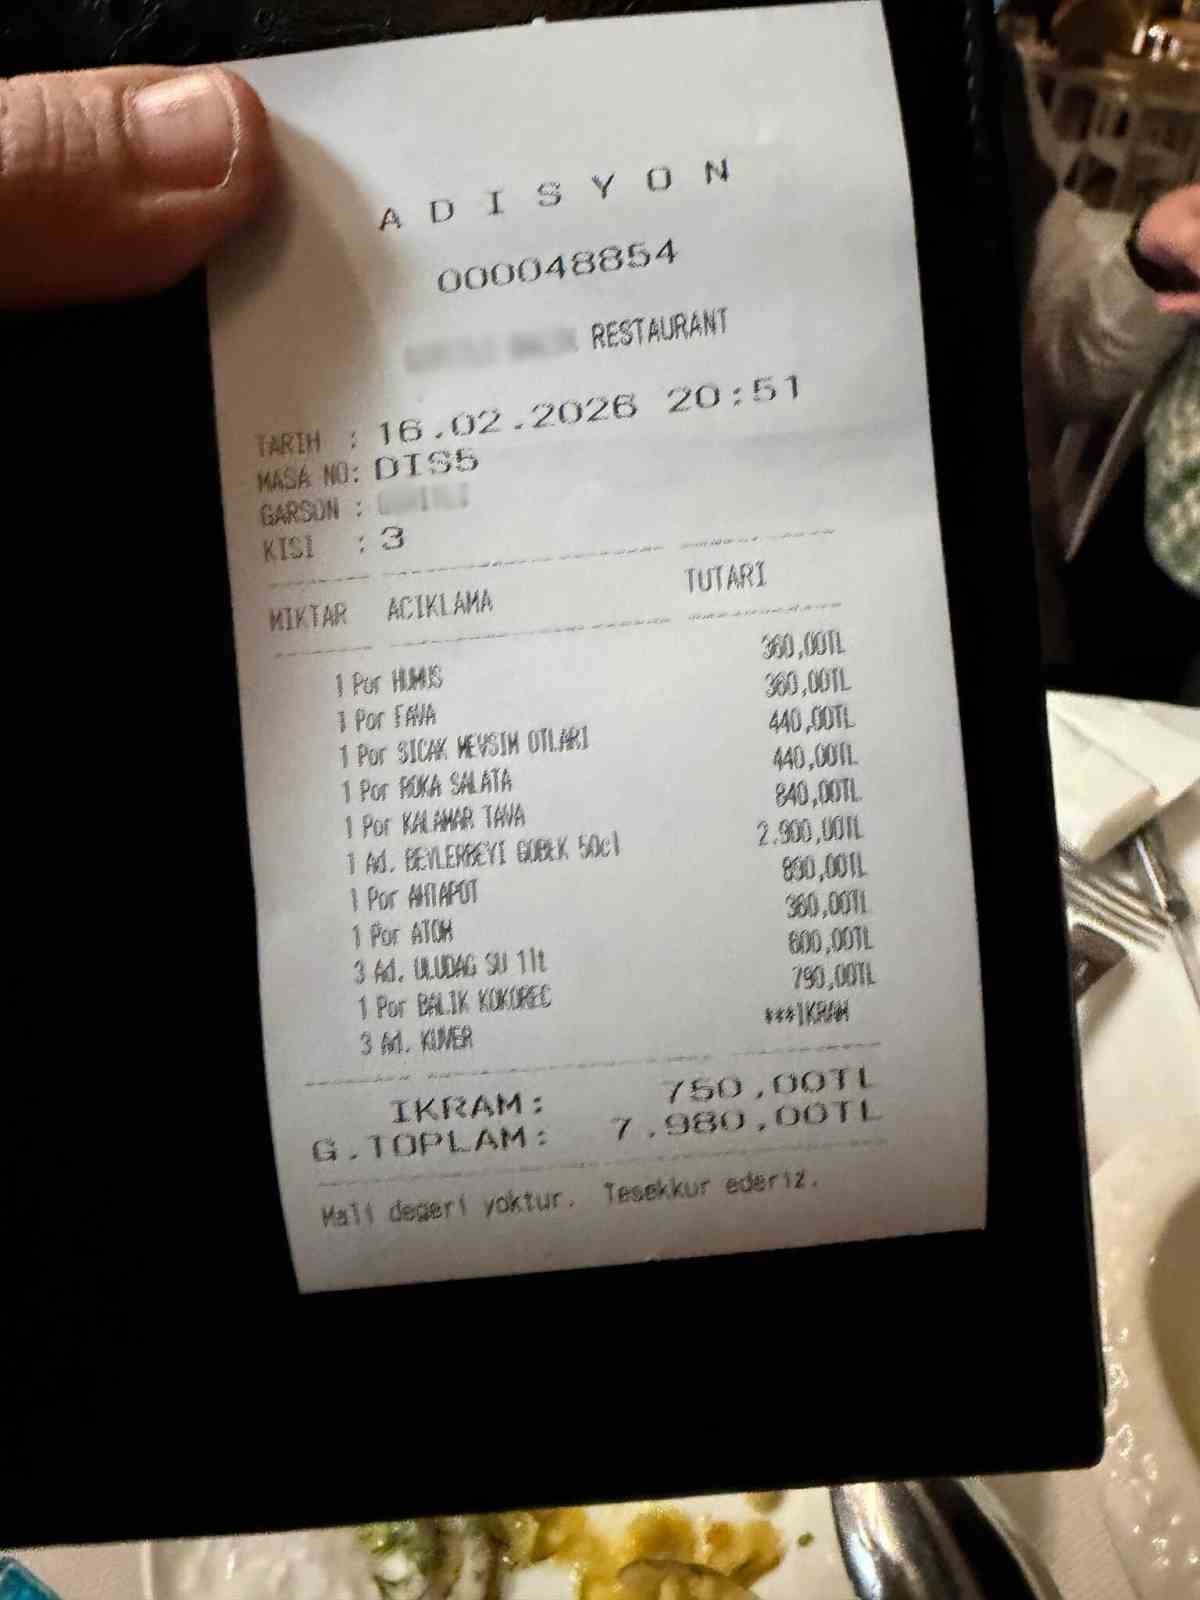 ADISYON
000048854
RESTAURANT
TARIH : 16.02.2026 20:51
MASA NO: DIS5
GARSON :
KISI : 3
MIKTAR ACIKLAMA TUTARI
1 Por HUMUS 360,00TL
1 Por FAVA 360,00TL
1 Por SICAK MEVSIM OTLARI 440,00TL
1 Por ROKA SALATA 440,00TL
1 Por KALAMAR TAVA 840,00TL
1 Ad. BEYLERBEYI GOBEK 50cl 2.900,00TL
1 Por AHTAPOT 890,00TL
1 Por ATOM 360,00TL
3 Ad. ULUDAG SU 1lt 600,00TL
1 Por BALIK KOKOREC 790,00TL
3 Ad. KUVER ***IKRAM
IKRAM: 750,00TL
G.TOPLAM: 7.980,00TL
Mali degeri yoktur. Tesekkur ederiz.